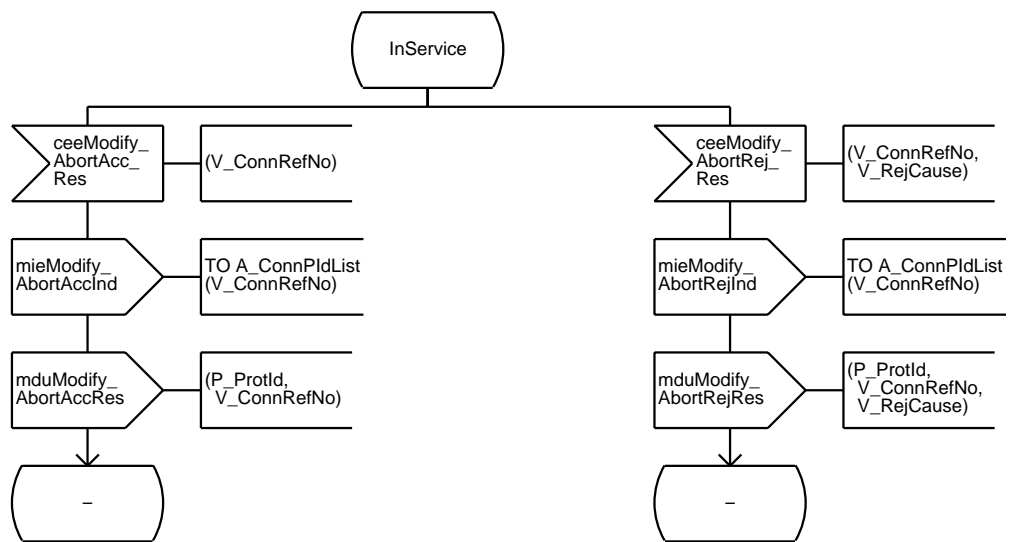 InService
ceeModify_
AbortAcc_
Res
(V_ConnRefNo)
mieModify_
AbortAccInd
TO A_ConnPIdList
(V_ConnRefNo)
mduModify_
AbortAccRes
(P_ProtId,
V_ConnRefNo)
–
ceeModify_
AbortRej_
Res
(V_ConnRefNo,
V_RejCause)
mieModify_
AbortRejInd
TO A_ConnPIdList
(V_ConnRefNo)
mduModify_
AbortRejRes
(P_ProtId,
V_ConnRefNo,
V_RejCause)
–